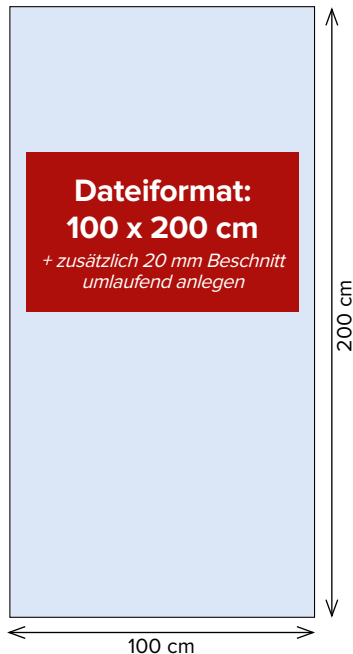 Dateiformat:
100 x 200 cm
+ zusätzlich 20 mm Beschnitt
umlaufend anlegen
200 cm
100 cm